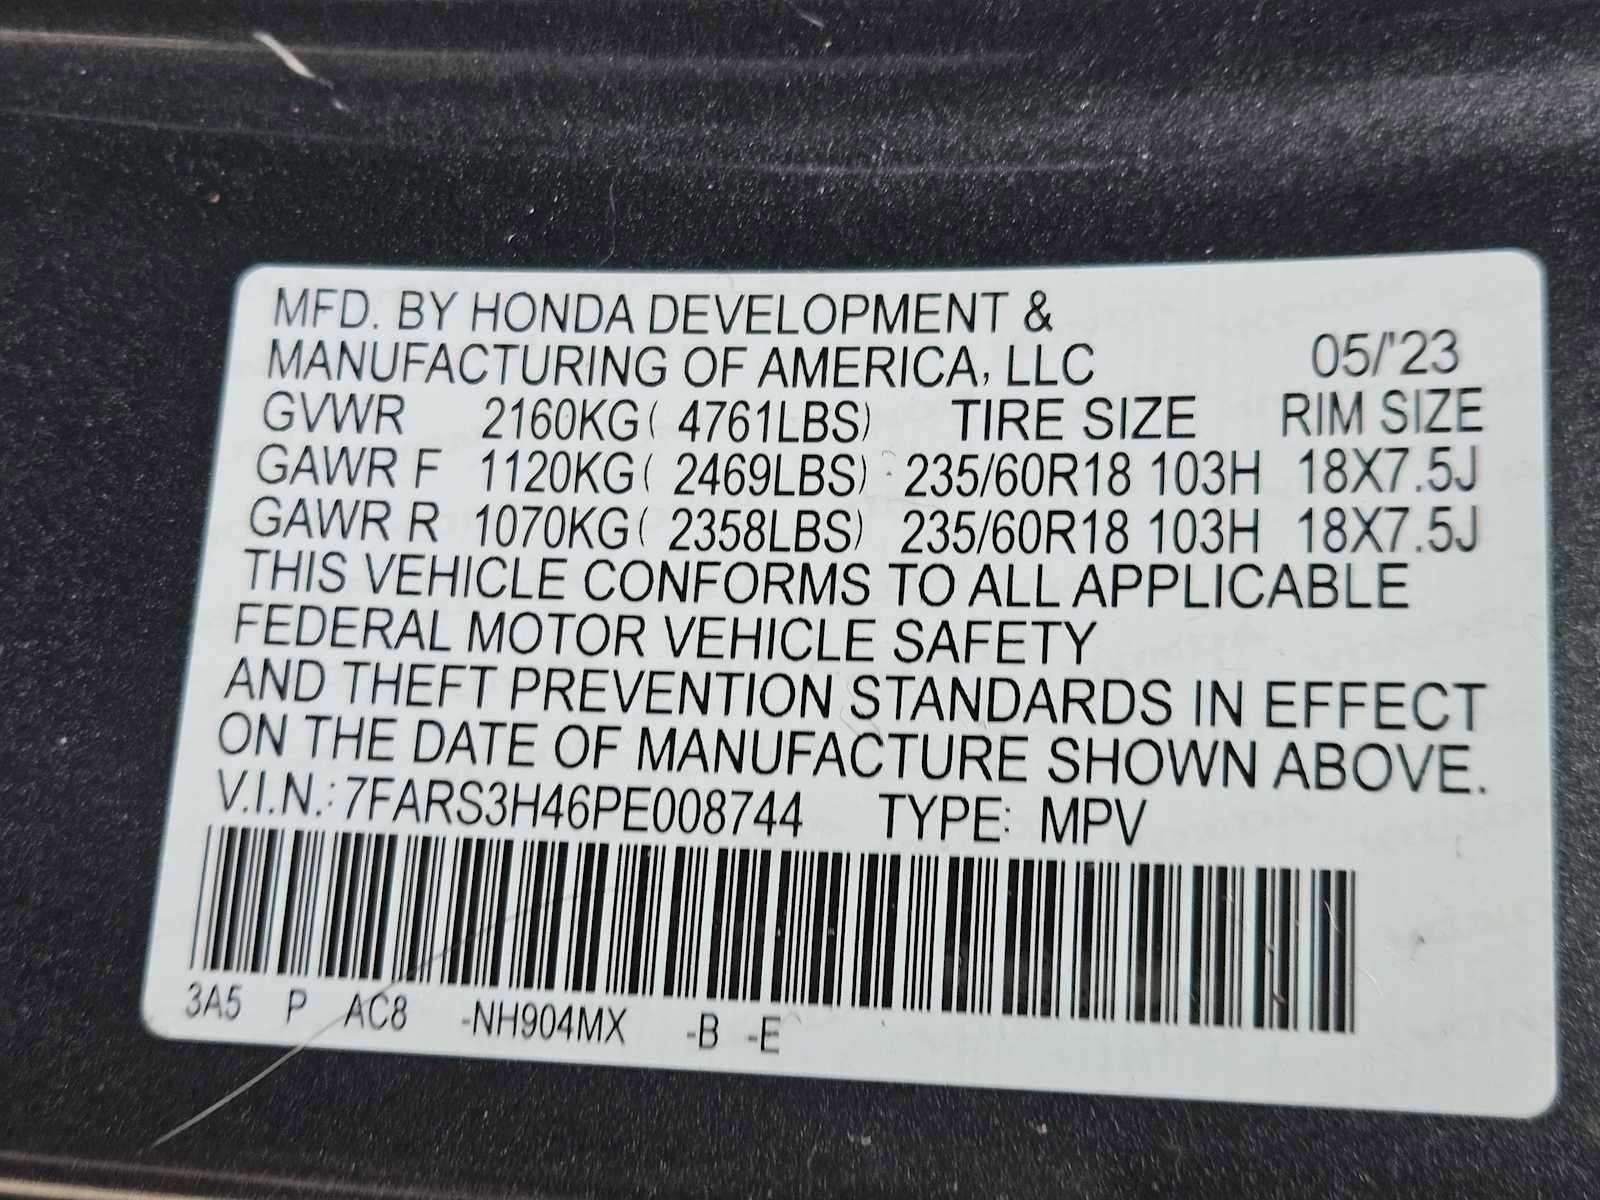 MFD. BY HONDA DEVELOPMENT &
MANUFACTURING OF AMERICA, LLC 05/'23
GVWR 2160KG( 4761LBS) TIRE SIZE RIM SIZE
GAWR F 1120KG( 2469LBS) 235/60R18 103H 18X7.5J
GAWR R 1070KG( 2358LBS) 235/60R18 103H 18X7.5J
THIS VEHICLE CONFORMS TO ALL APPLICABLE
FEDERAL MOTOR VEHICLE SAFETY
AND THEFT PREVENTION STANDARDS IN EFFECT
ON THE DATE OF MANUFACTURE SHOWN ABOVE.
V.I.N.: 7FARS3H46PE008744 TYPE: MPV
3A5 P AC8 -NH904MX -B -E